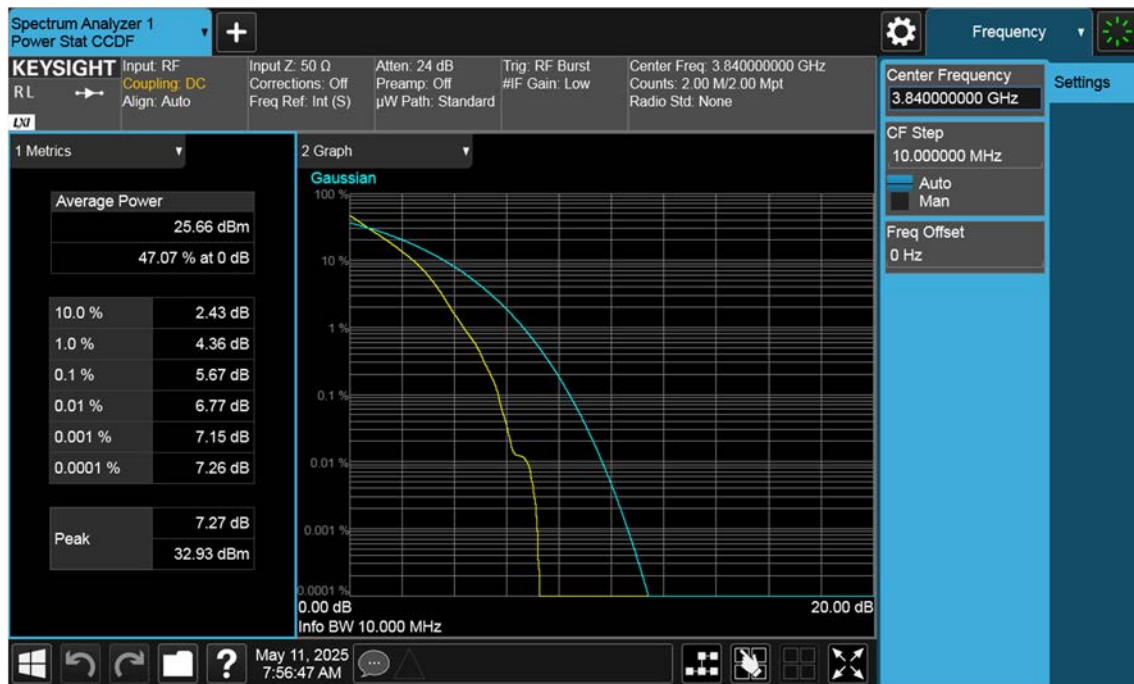 Spectrum Analyzer 1
Power Stat CCDF
+
Frequency
KEYSIGHT
RL
LXI
Input: RF
Coupling: DC
Align: Auto
Input Z: 50 Ω
Corrections: Off
Freq Ref: Int (S)
Atten: 24 dB
Preamp: Off
µW Path: Standard
Trig: RF Burst
#IF Gain: Low
Center Freq: 3.840000000 GHz
Counts: 2.00 M/2.00 Mpt
Radio Std: None
Center Frequency
3.840000000 GHz
Settings
CF Step
10.000000 MHz
Auto
Man
Freq Offset
0 Hz
1 Metrics
Average Power
25.66 dBm
47.07 % at 0 dB
10.0 % 2.43 dB
1.0 % 4.36 dB
0.1 % 5.67 dB
0.01 % 6.77 dB
0.001 % 7.15 dB
0.0001 % 7.26 dB
Peak
7.27 dB
32.93 dBm
2 Graph
Gaussian
100 %
10 %
1 %
0.1 %
0.01 %
0.001 %
0.0001 %
0.00 dB 20.00 dB
Info BW 10.000 MHz
?
May 11, 2025
7:56:47 AM